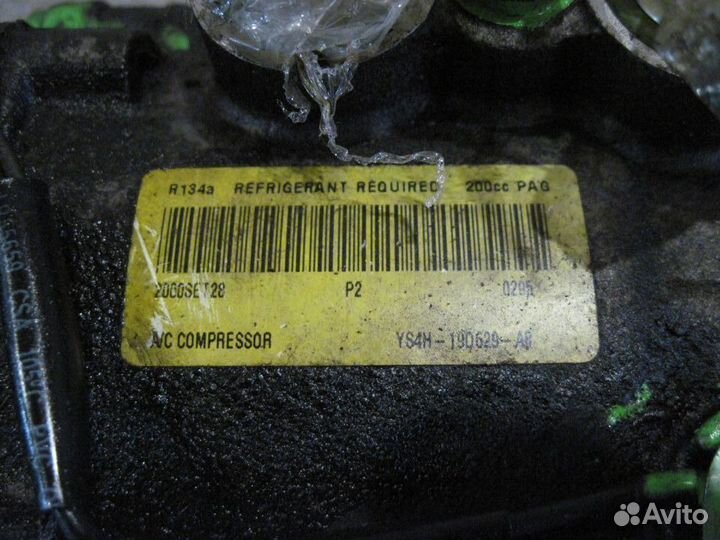 R134a REFRIGERANT REQUIRED 200cc PAG
2000SET28 P2 0295
A/C COMPRESSOR YS4H-19D629-AB
Avito